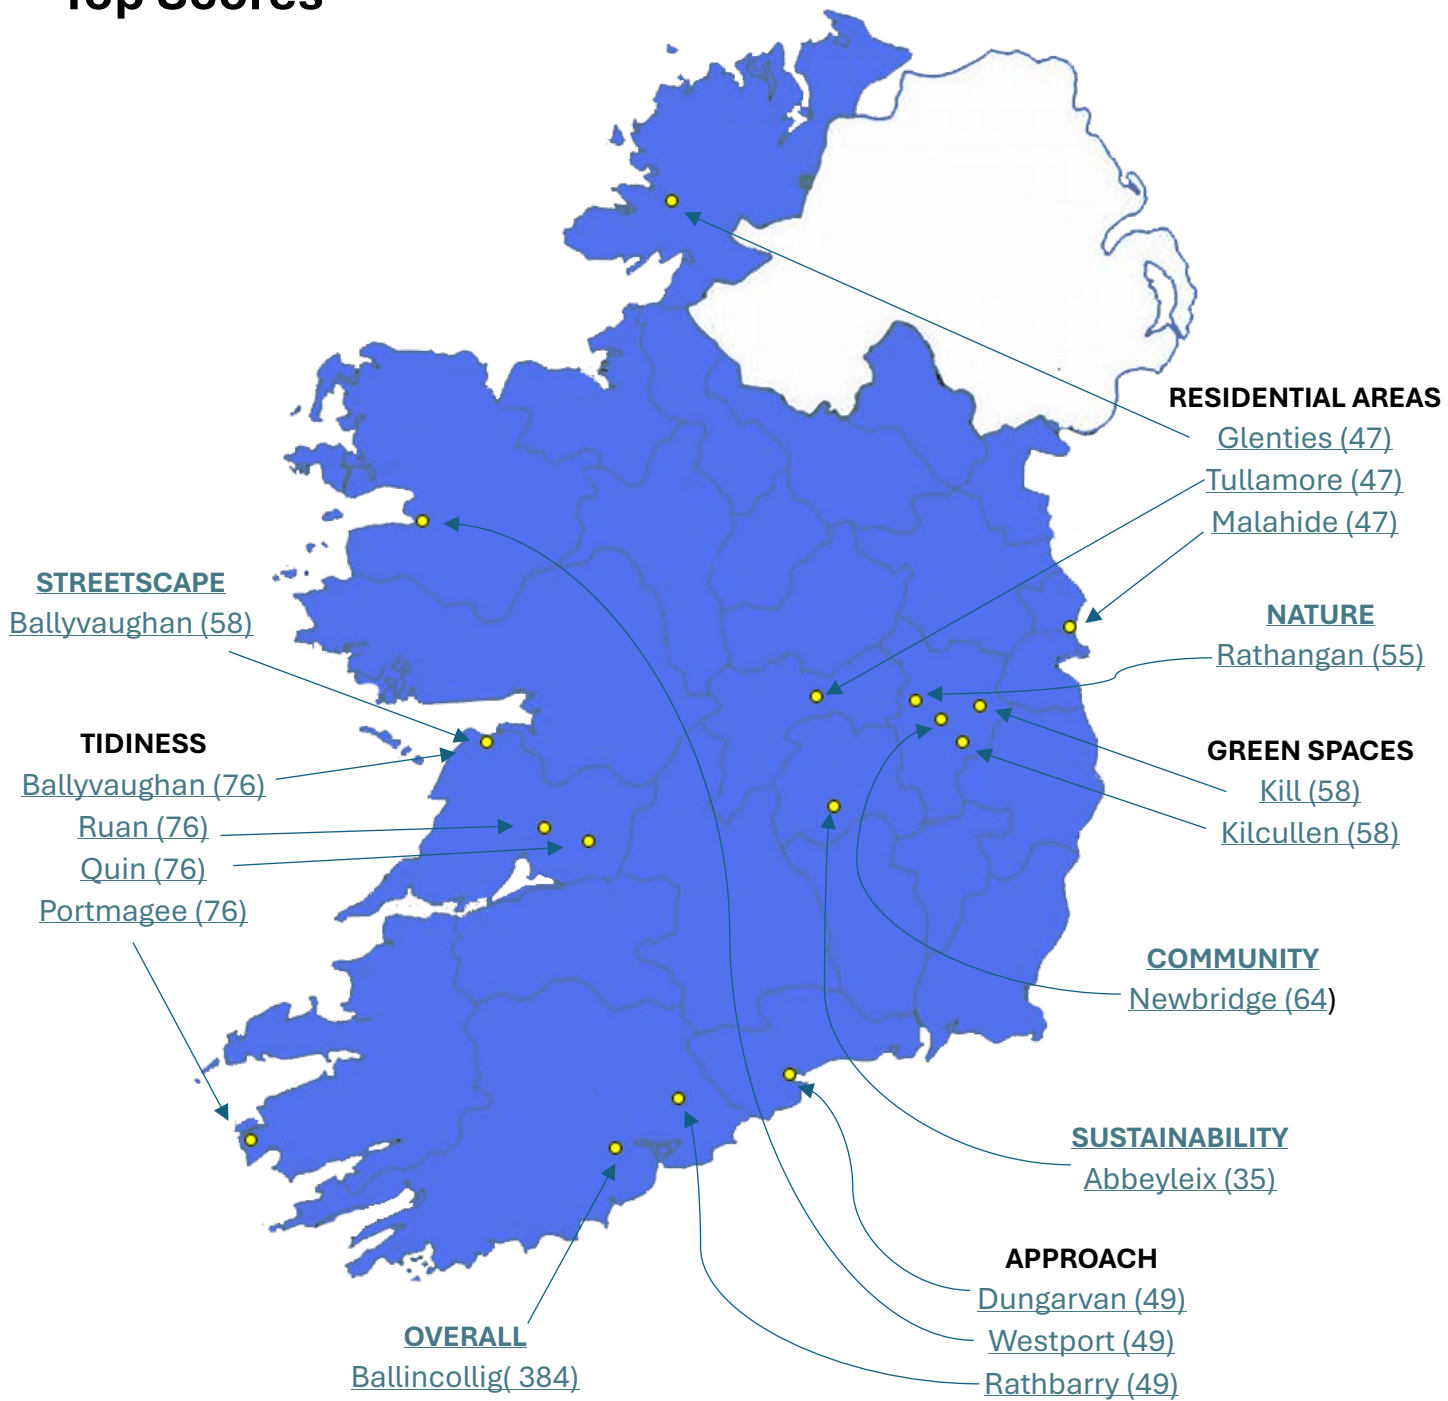 Top Scores
RESIDENTIAL AREAS
Glenties (47)
Tullamore (47)
Malahide (47)
STREETSCAPE
Ballyvaughan (58)
NATURE
Rathangan (55)
TIDINESS
Ballyvaughan (76)
Ruan (76)
Quin (76)
Portmagee (76)
GREEN SPACES
Kill (58)
Kilcullen (58)
COMMUNITY
Newbridge (64)
SUSTAINABILITY
Abbeyleix (35)
APPROACH
Dungarvan (49)
Westport (49)
Rathbarry (49)
OVERALL
Ballincollig( 384)